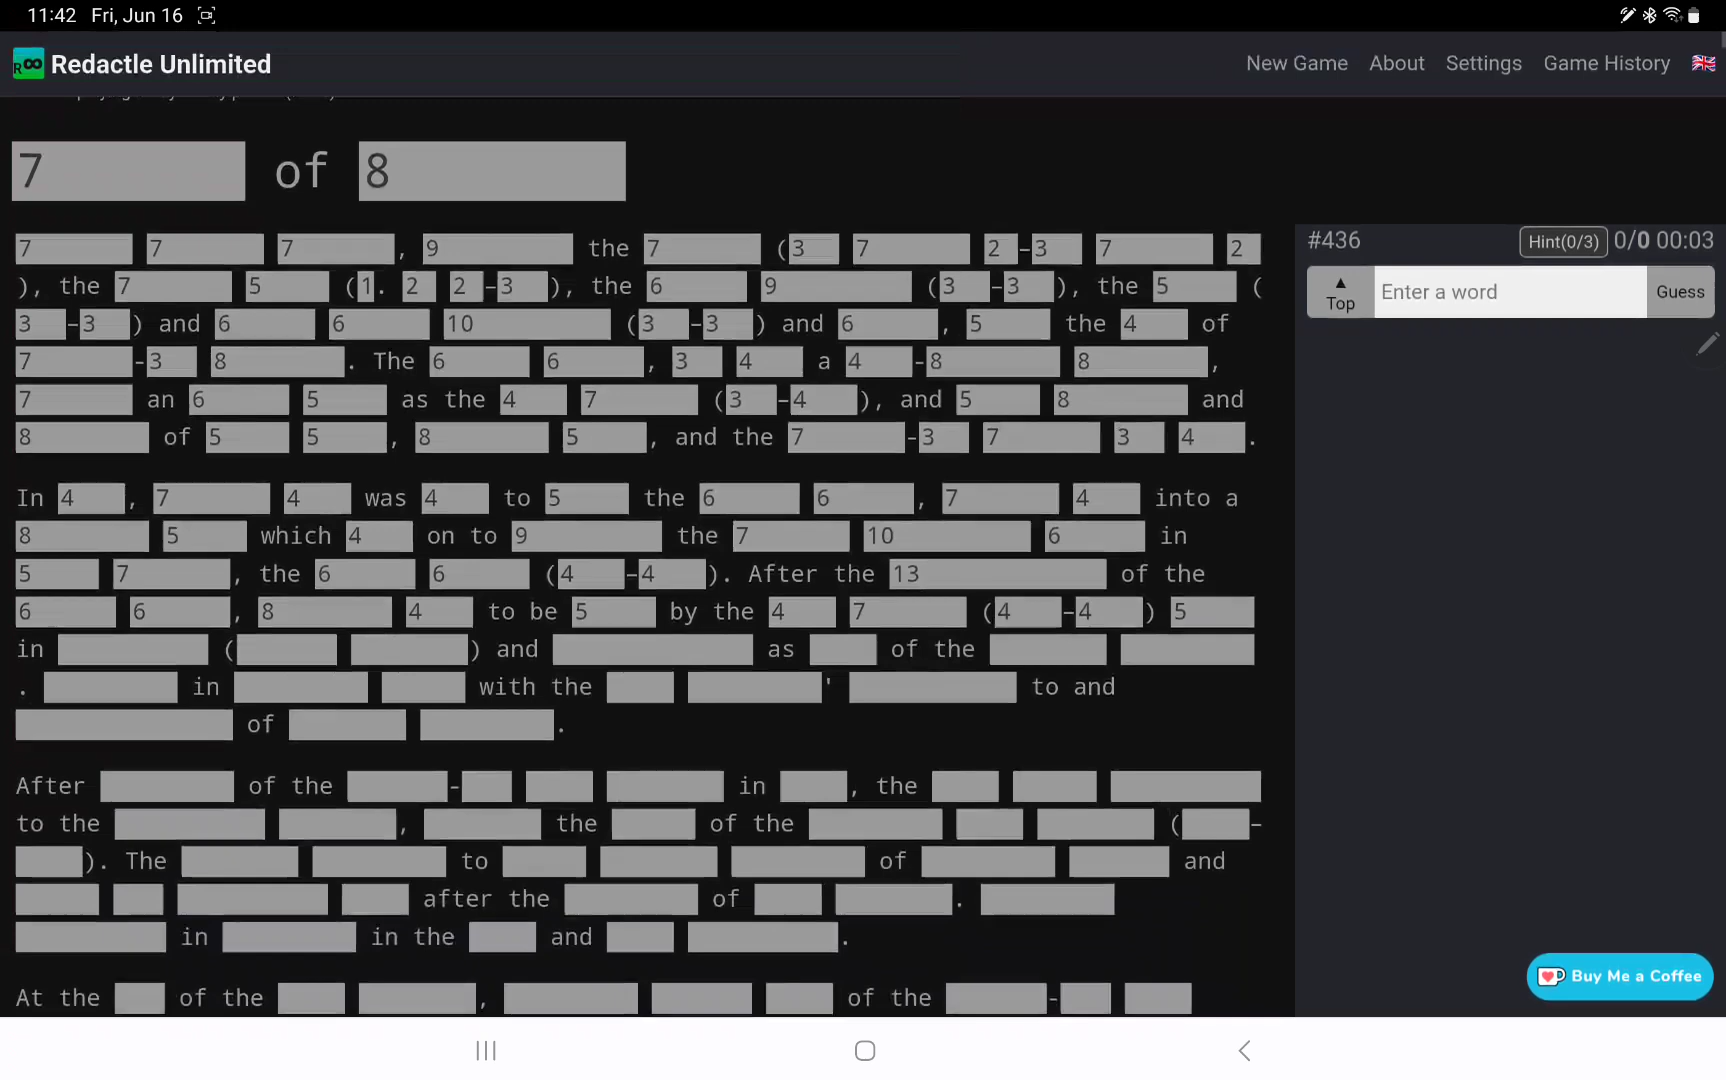 11:42 Fri, Jun 16
R∞ Redactle Unlimited
New Game About Settings Game History
7 of 8
7 7 7, 9 the 7 (3 7 2-3 7 2
), the 7 5 (1. 2 2-3), the 6 9 (3-3), the 5 (
3-3) and 6 6 10 (3-3) and 6, 5 the 4 of
7-3 8. The 6 6, 3 4 a 4-8 8,
7 an 6 5 as the 4 7 (3-4), and 5 8 and
8 of 5 5, 8 5, and the 7-3 7 3 4.
In 4, 7 4 was 4 to 5 the 6 6, 7 4 into a
8 5 which 4 on to 9 the 7 10 6 in
5 7, the 6 6 (4-4). After the 13 of the
6 6, 8 4 to be 5 by the 4 7 (4-4) 5
in ( ) and as of the
. in with the ' to and
of .
After of the - in , the
to the , the of the ( -
). The to of and
after the of .
in in the and .
At the of the , of the -
#436 Hint(0/3) 0/0 00:03
▲
Top Enter a word Guess
Buy Me a Coffee